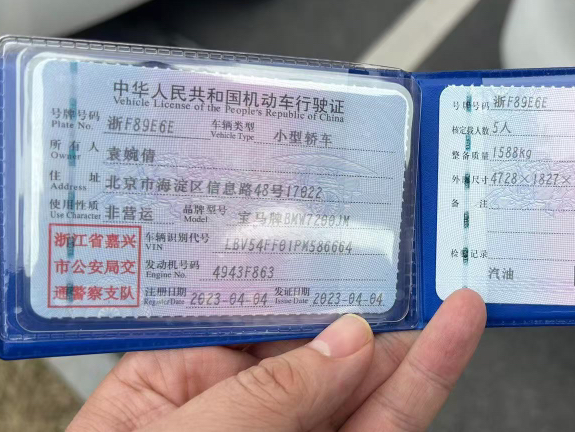 中华人民共和国机动车行驶证
Vehicle License of the People's Republic of China
号牌号码 Plate No. 浙F89E6E 车辆类型 Vehicle Type 小型轿车
所有人 Owner 袁婉倩
住址 Address 北京市海淀区信息路48号17022
使用性质 Use Character 非营运 品牌型号 Model 宝马牌BMW7200JM
浙江省嘉兴
市公安局交
通警察支队
车辆识别代号 VIN LBV54FF01PM586664
发动机号码 Engine No. 4943F863
注册日期 Register Date 2023-04-04 发证日期 Issue Date 2023-04-04
号牌号码 浙F89E6E
核定载人数 5人
整备质量 1588kg
外廓尺寸 4728×1827×
备注
检验记录
汽油